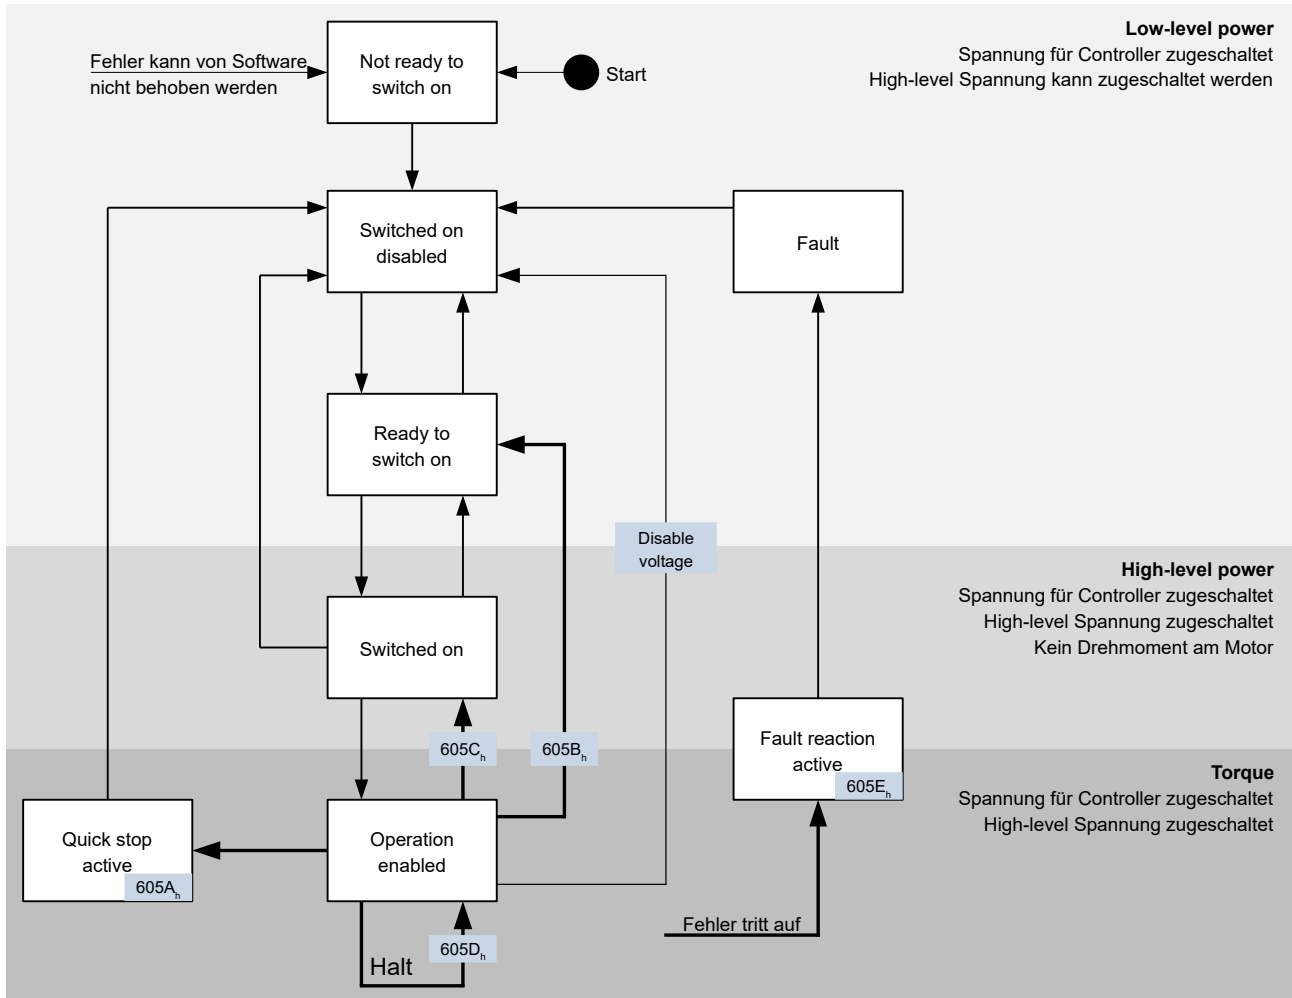 Low-level power
Spannung für Controller zugeschaltet
High-level Spannung kann zugeschaltet werden
Fehler kann von Software
nicht behoben werden
Not ready to
switch on
Start
Switched on
disabled
Fault
Ready to
switch on
Disable
voltage
High-level power
Spannung für Controller zugeschaltet
High-level Spannung zugeschaltet
Kein Drehmoment am Motor
Switched on
605Ch
605Bh
Fault reaction
active
605Eh
Torque
Spannung für Controller zugeschaltet
High-level Spannung zugeschaltet
Quick stop
active
605Ah
Operation
enabled
Fehler tritt auf
605Dh
Halt